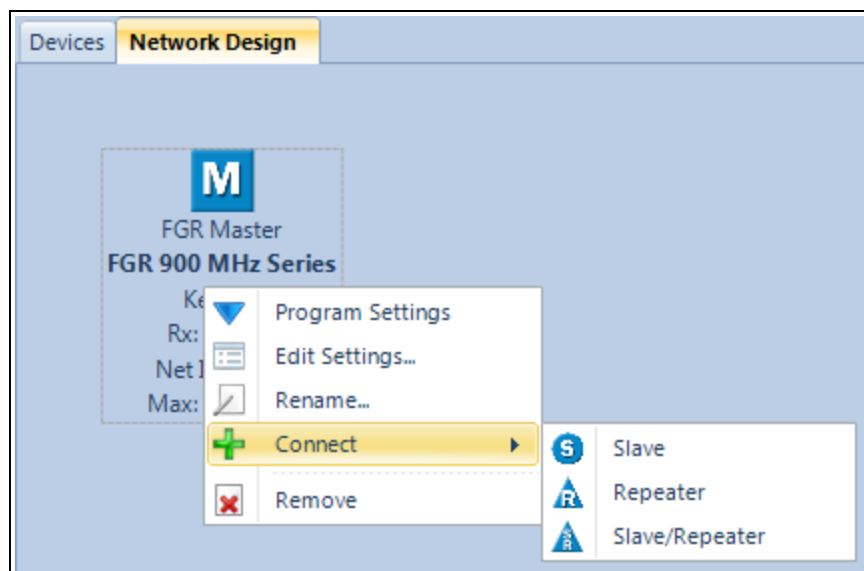 Devices
Network Design
M
FGR Master
FGR 900 MHz Series
Rx:
Net
Max:
Program Settings
Edit Settings...
Rename...
Connect
Remove
S
Slave
R
Repeater
S
R
Slave/Repeater